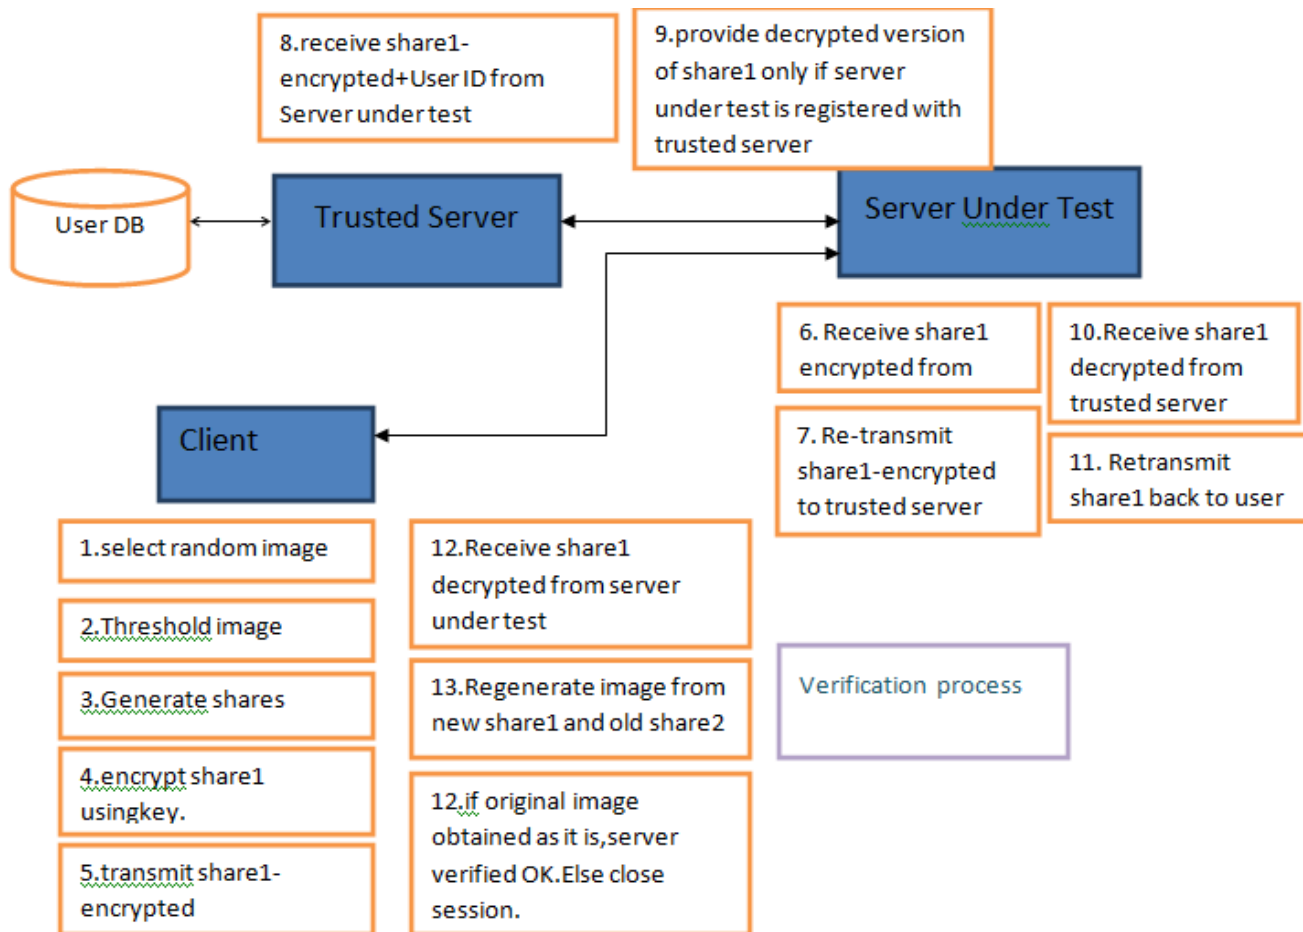 8.receive share1-
encrypted+User ID from
Server under test
9.provide decrypted version
of share1 only if server
under test is registered with
trusted server
User DB
Trusted Server
Server Under Test
6. Receive share1
encrypted from
10.Receive share1
decrypted from
trusted server
7. Re-transmit
share1-encrypted
to trusted server
11. Retransmit
share1 back to user
Client
1.select random image
2.Threshold image
3.Generate shares
4.encrypt share1
usingkey.
5.transmit share1-
encrypted
12.Receive share1
decrypted from server
under test
13.Regenerate image from
new share1 and old share2
12.if original image
obtained as it is,server
verified OK.Else close
session.
Verification process